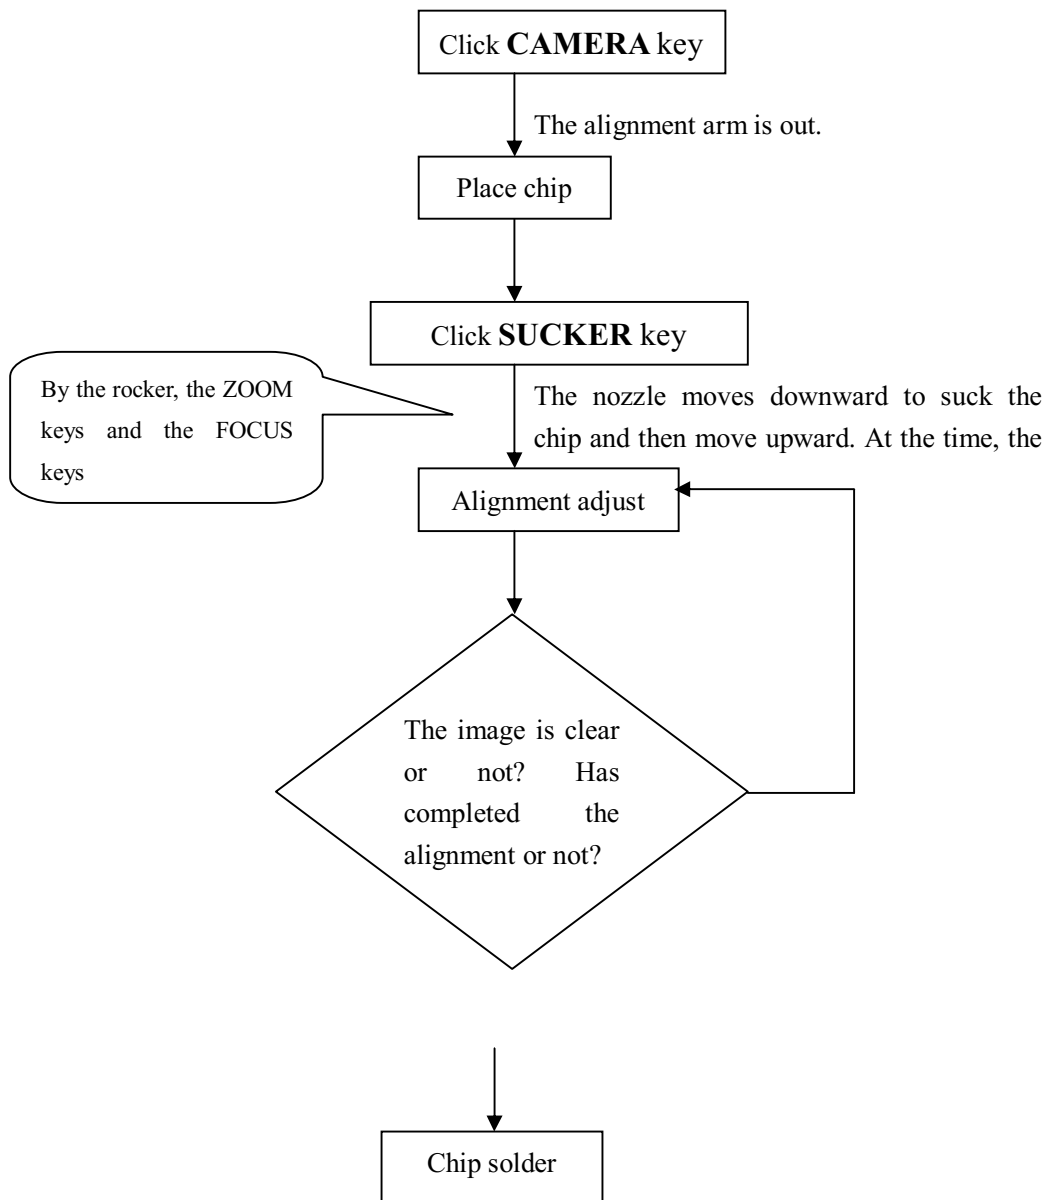 Click CAMERA key
The alignment arm is out.
Place chip
Click SUCKER key
By the rocker, the ZOOM
keys and the FOCUS
keys
The nozzle moves downward to suck the
chip and then move upward. At the time, the
Alignment adjust
The image is clear
or not? Has
completed the
alignment or not?
Chip solder